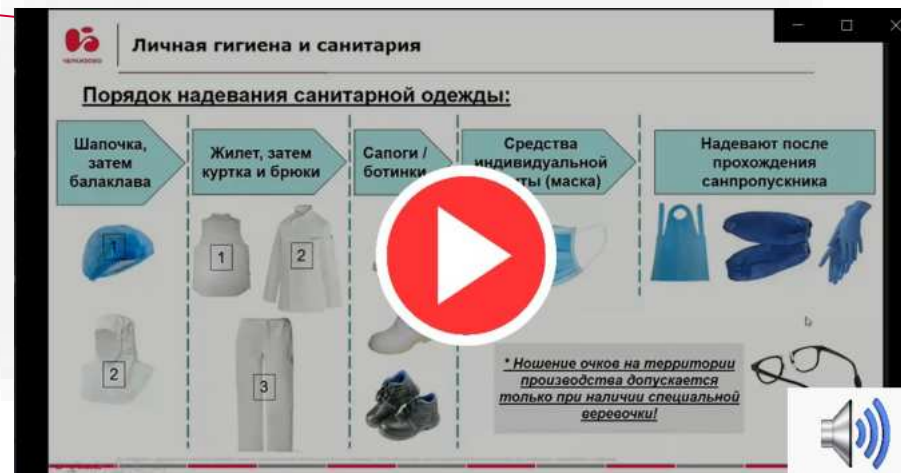 ЧЕРКИЗОВО
Личная гигиена и санитария
Порядок надевания санитарной одежды:
Шапочка,
затем
балаклава
Жилет, затем
куртка и брюки
Сапоги /
ботинки
Средства
индивидуальной
(маска)
Надевают после
прохождения
санпропускника
1
2
1
2
3
* Ношение очков на территории
производства допускается
только при наличии специальной
веревочки!